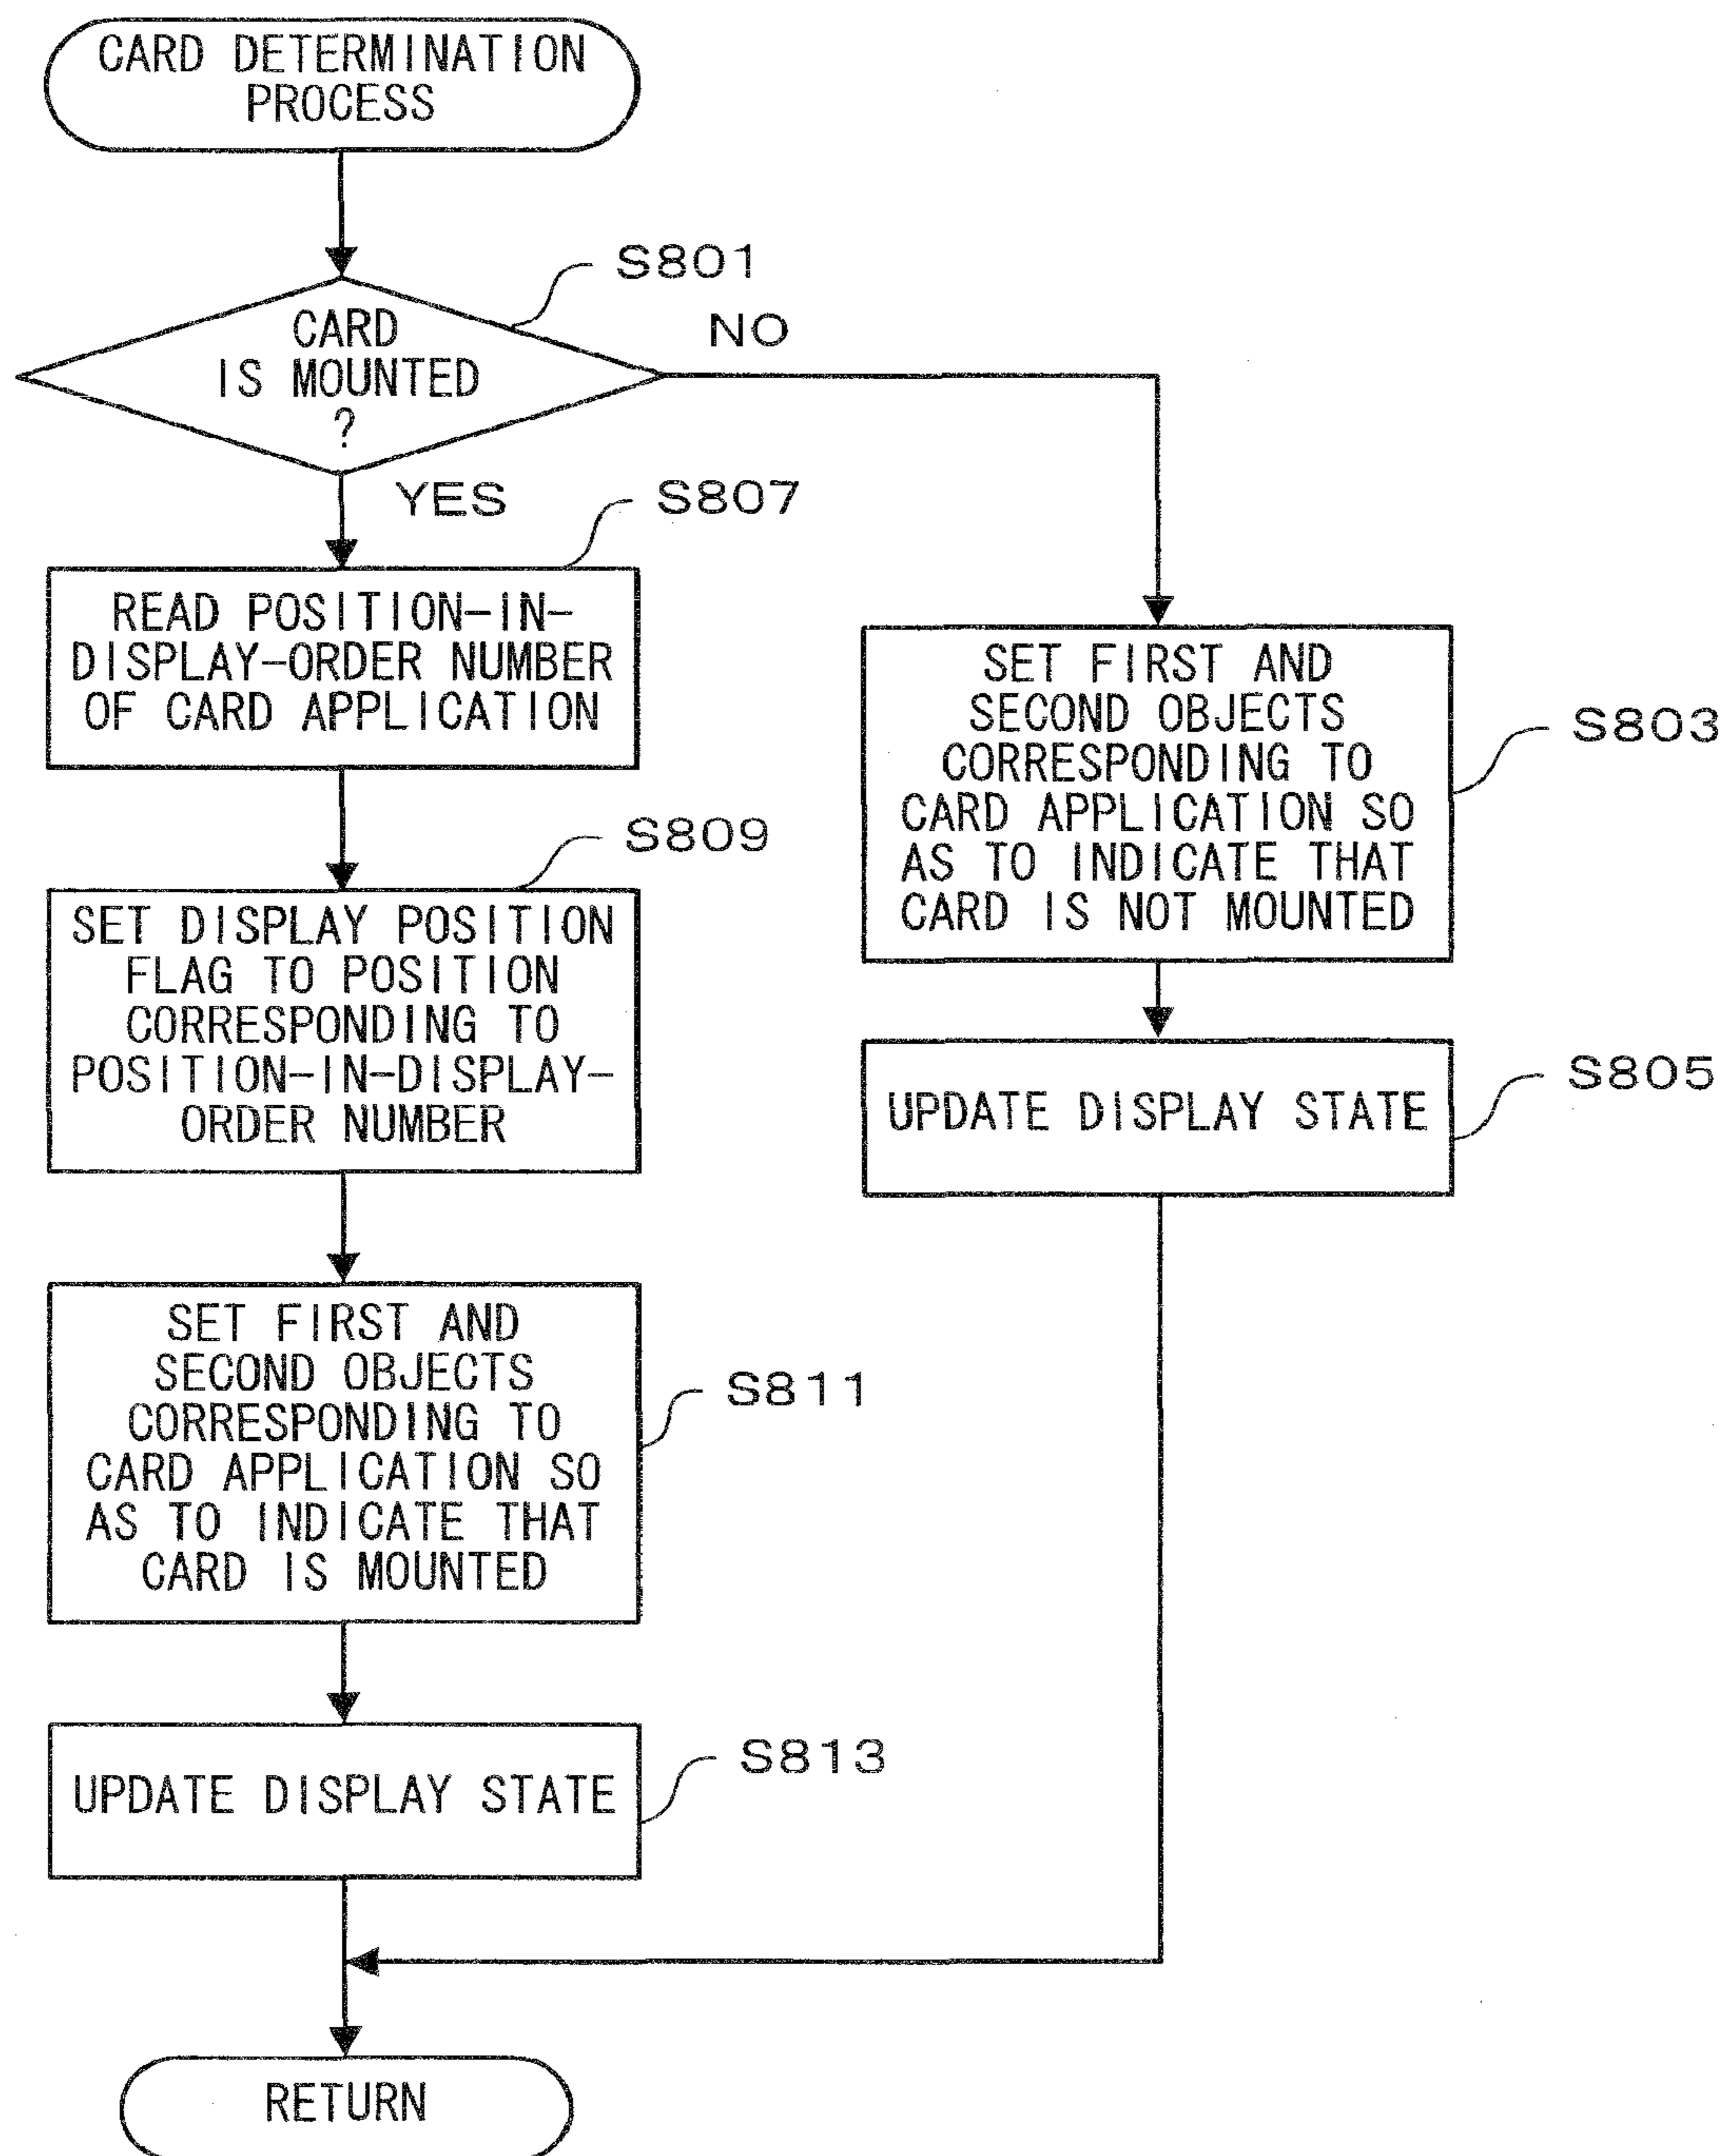 CARD DETERMINATION
PROCESS
S801
CARD
IS MOUNTED
?
NO
YES
S807
READ POSITION-IN-
DISPLAY-ORDER NUMBER
OF CARD APPLICATION
S809
SET DISPLAY POSITION
FLAG TO POSITION
CORRESPONDING TO
POSITION-IN-DISPLAY-
ORDER NUMBER
S811
SET FIRST AND
SECOND OBJECTS
CORRESPONDING TO
CARD APPLICATION SO
AS TO INDICATE THAT
CARD IS MOUNTED
S813
UPDATE DISPLAY STATE
S803
SET FIRST AND
SECOND OBJECTS
CORRESPONDING TO
CARD APPLICATION SO
AS TO INDICATE THAT
CARD IS NOT MOUNTED
S805
UPDATE DISPLAY STATE
RETURN